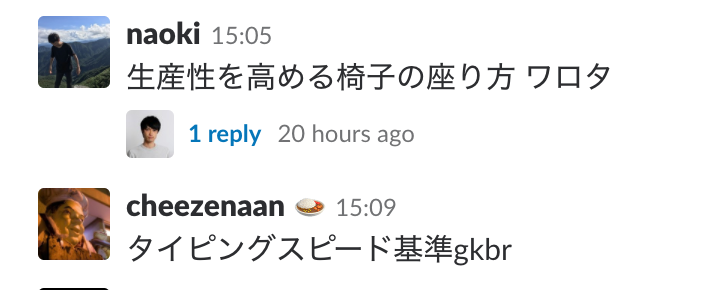 naoki 15:05
生産性を高める椅子の座り方 ワロタ
1 reply 20 hours ago
cheezenaan 🍛 15:09
タイピングスピード基準gkbr